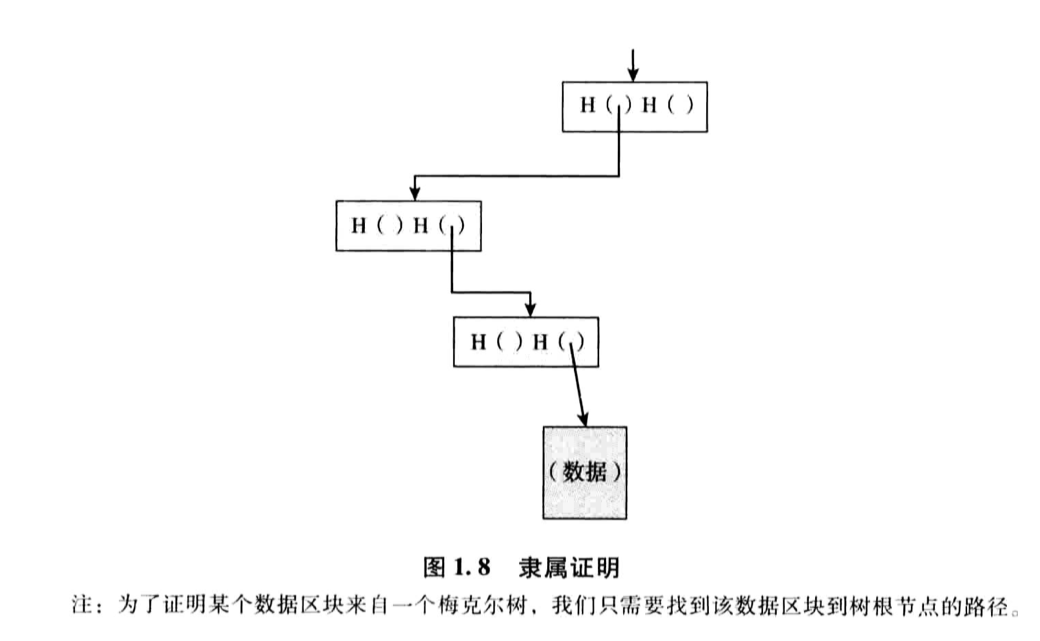 H ( ) H ( )
H ( ) H ( )
H ( ) H ( )
(数据)
图 1.8 隶属证明
注：为了证明某个数据区块来自一个梅克尔树，我们只需要找到该数据区块到树根节点的路径。